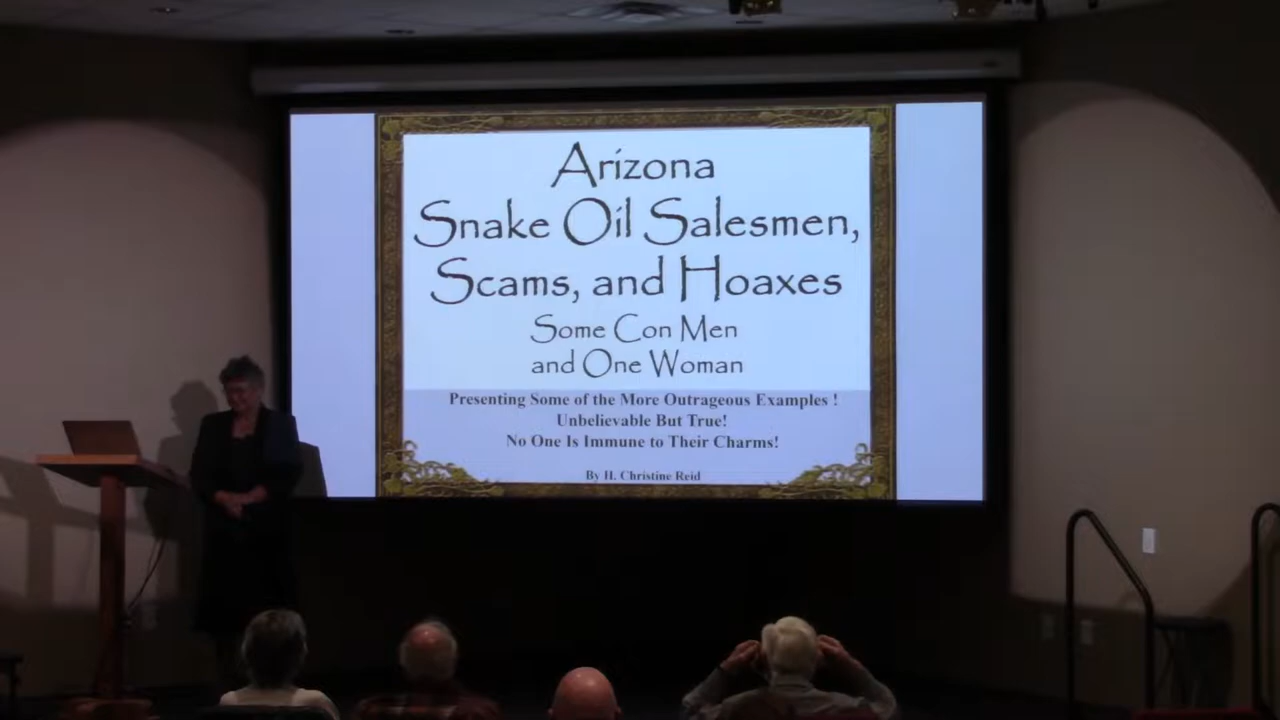 Arizona
Snake Oil Salesmen,
Scams, and Hoaxes
Some Con Men
and One Woman
Presenting Some of the More Outrageous Examples !
Unbelievable But True!
No One Is Immune to Their Charms!
By H. Christine Reid